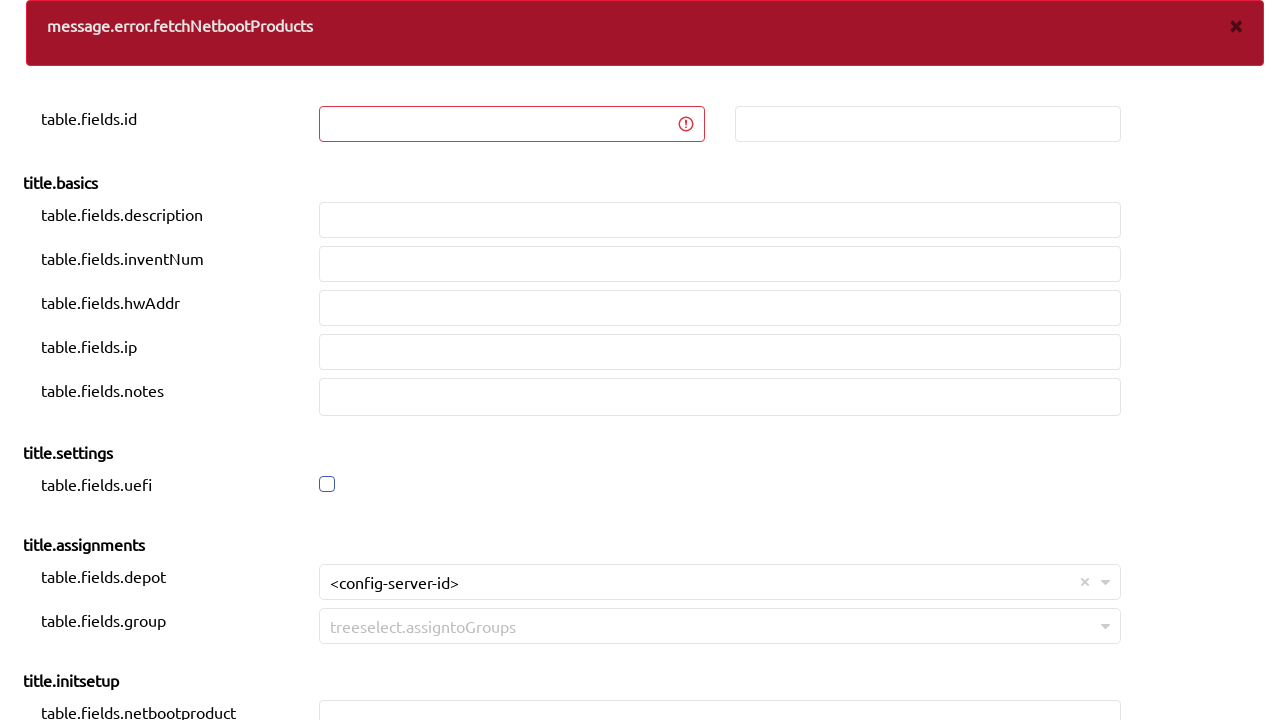 message.error.fetchNetbootProducts
table.fields.id
title.basics
table.fields.description
table.fields.inventNum
table.fields.hwAddr
table.fields.ip
table.fields.notes
title.settings
table.fields.uefi
title.assignments
table.fields.depot <config-server-id>
table.fields.group treeselect.assigntoGroups
title.initsetup
table.fields.netbootproduct